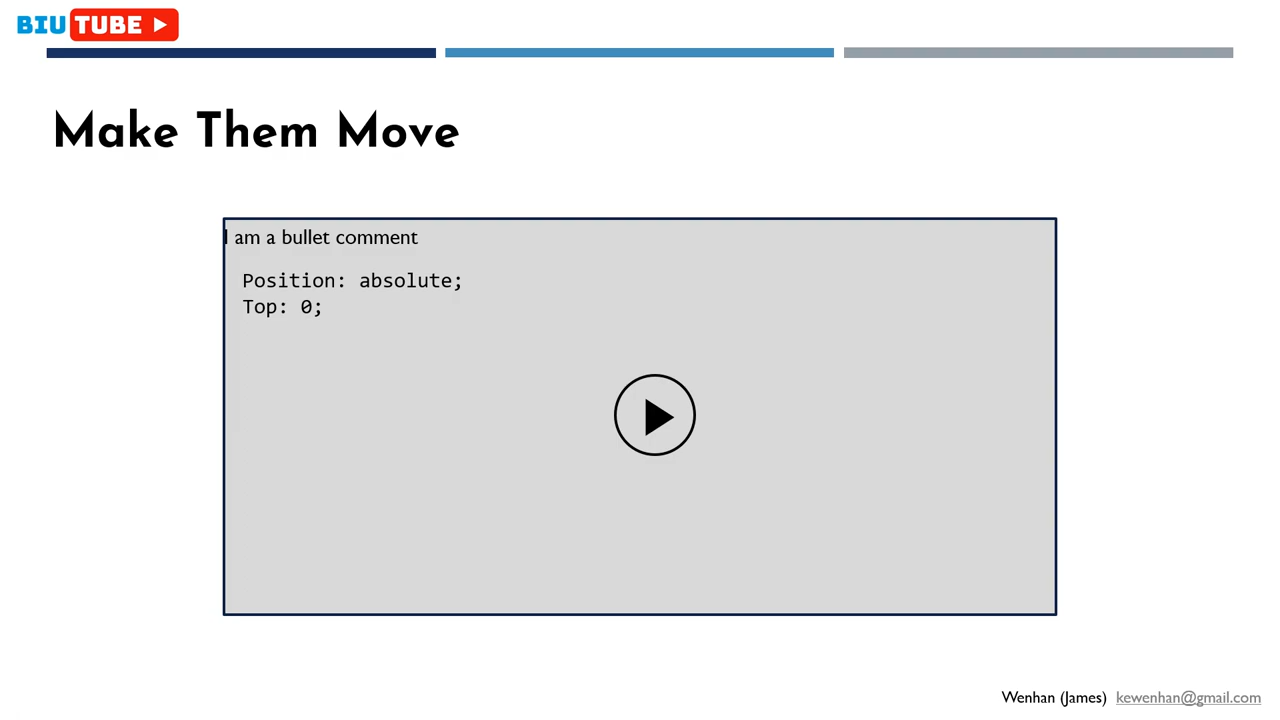 BIU TUBE
Make Them Move
I am a bullet comment
Position: absolute;
Top: 0;
Wenhan (James) kewenhan@gmail.com